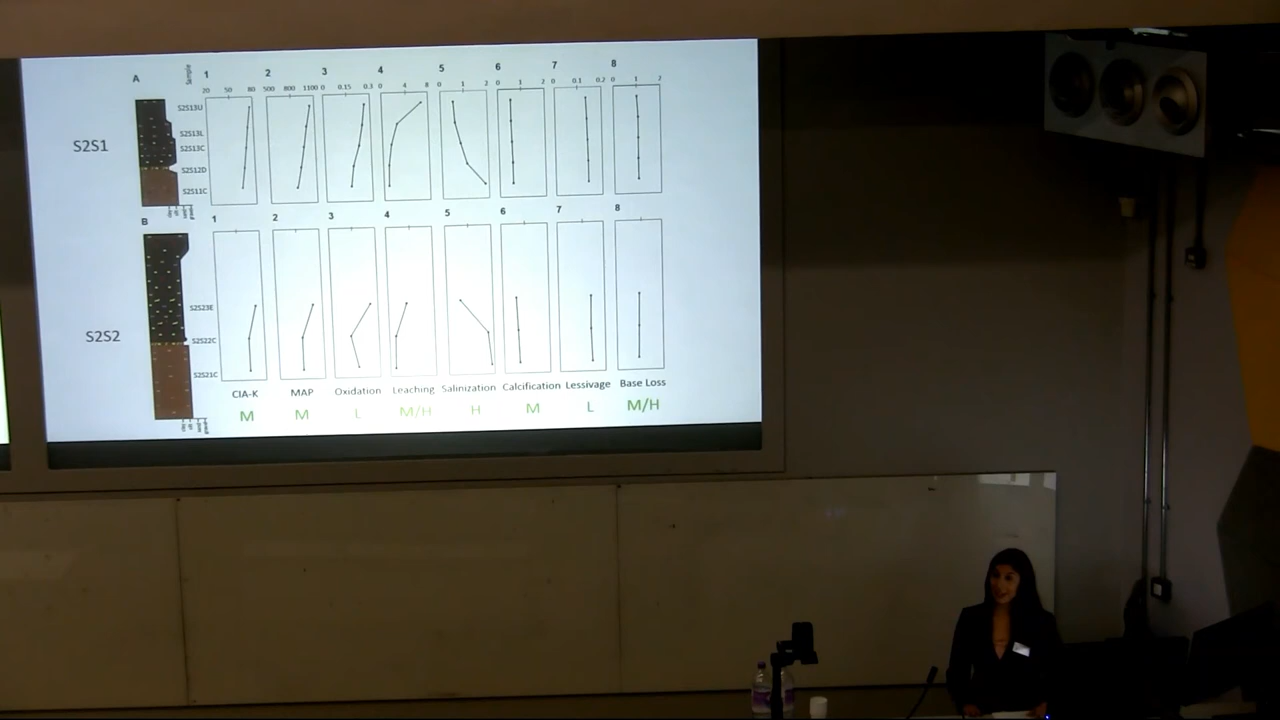 A Sample 1 2 3 4 5 6 7 8
20 50 80 500 800 1100 0 0.15 0.3 0 4 8 0 1 2 0 1 2 0 0.1 0.2 0 1 2
S2S13U
S2S1
S2S13L
S2S13C
S2S12D
S2S11C
B 1 2 3 4 5 6 7 8
S2S23E
S2S2
S2S22C
S2S21C
CIA-K MAP Oxidation Leaching Salinization Calcification Lessivage Base Loss
M M L M/H H M L M/H